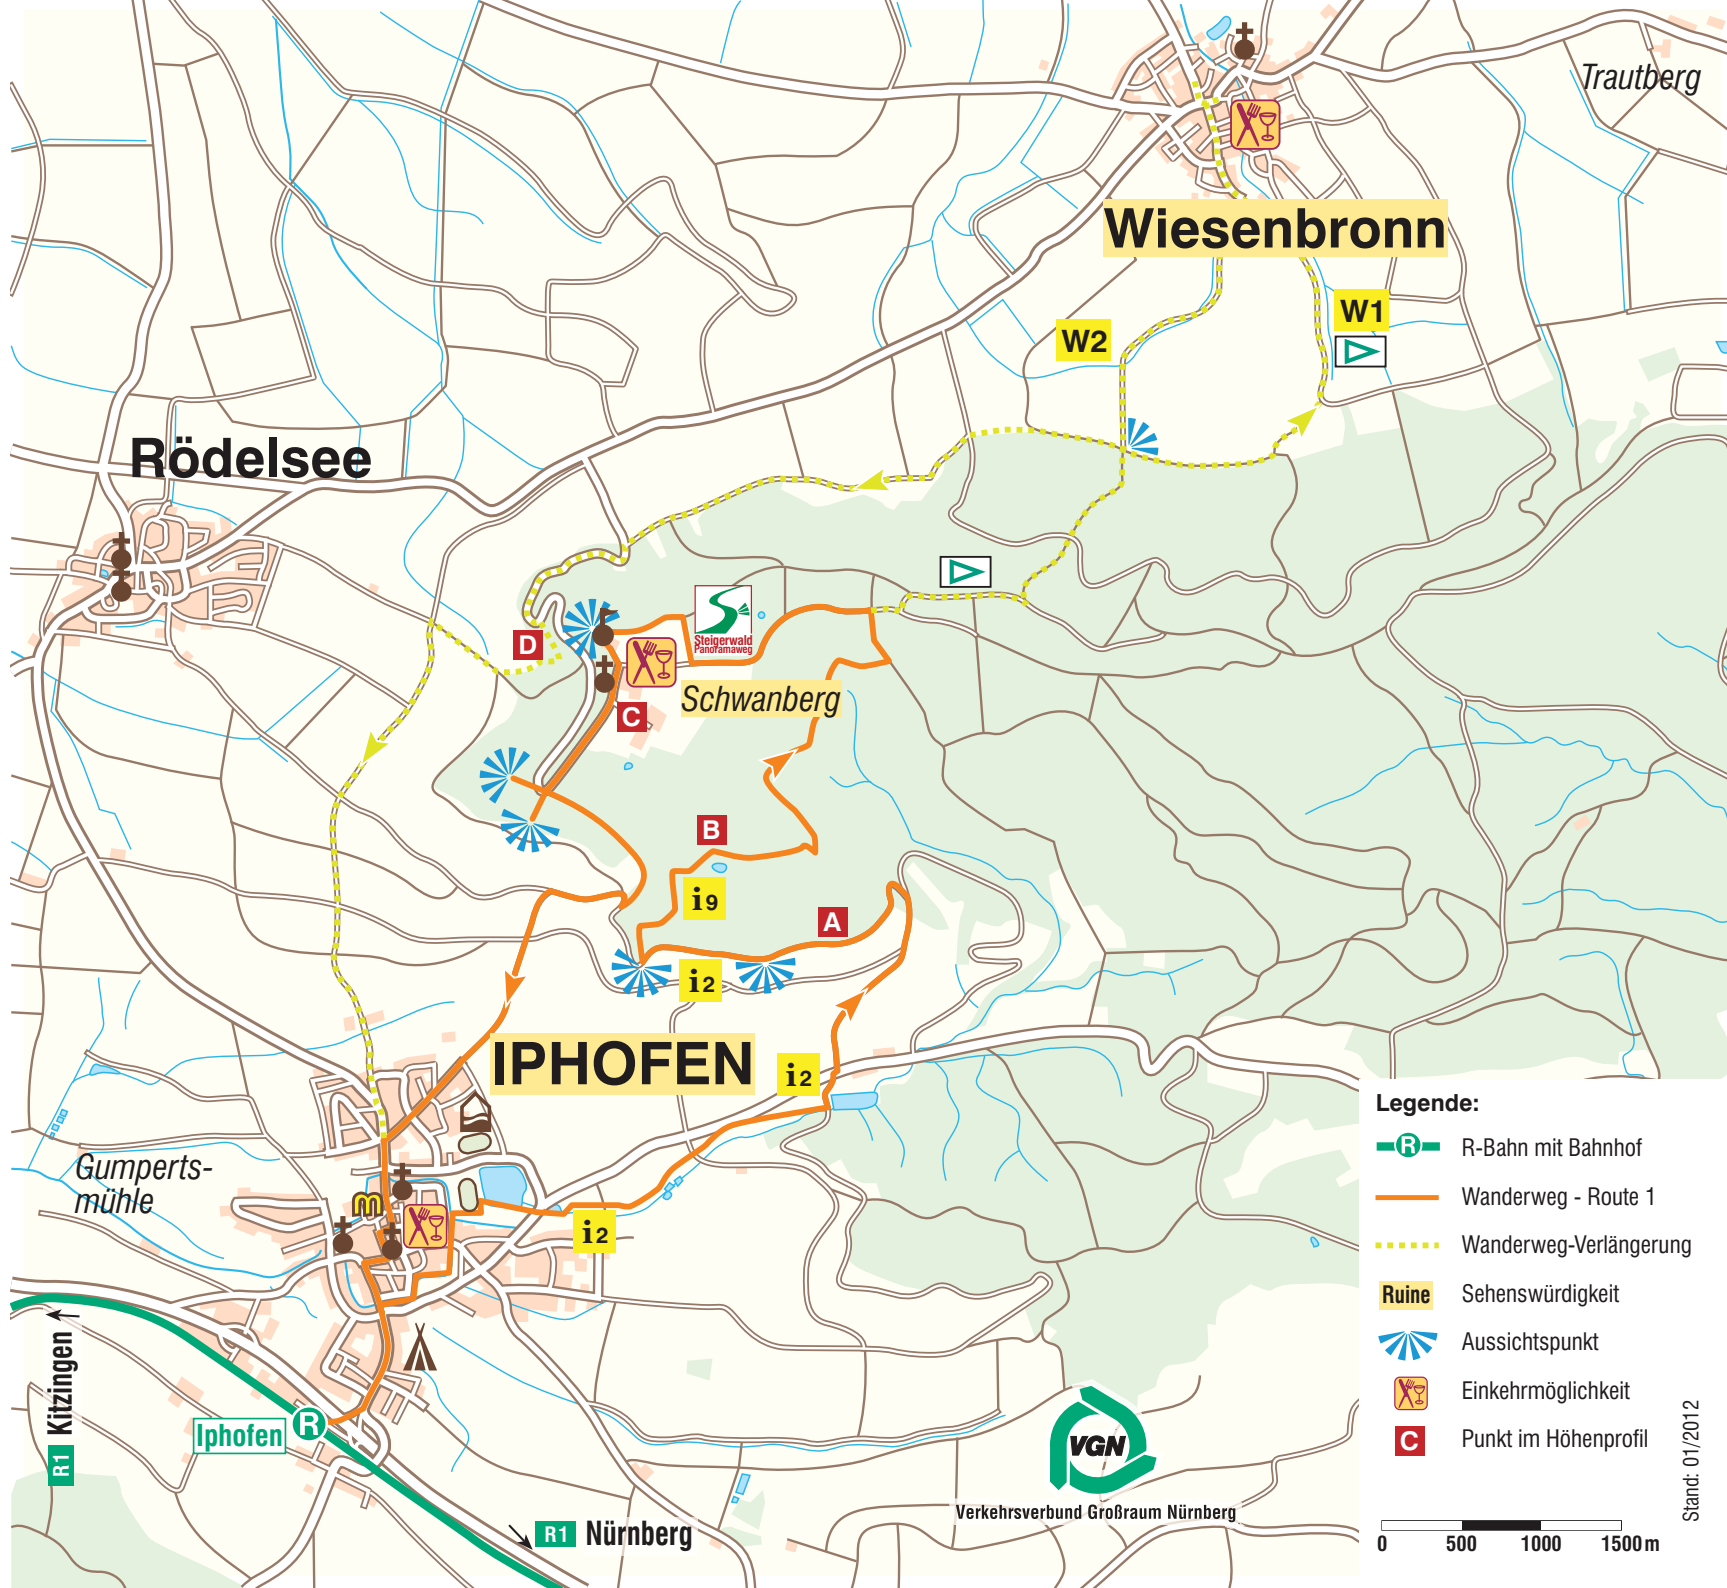 Trautberg
Wiesenbronn
W1
W2
Rödelsee
D
Steigerwald
Panoramaweg
Schwanberg
C
B
i9
A
i2
IPHOFEN
i2
Gumperts-
mühle
m
i2
R1 Kitzingen
Iphofen
R
R1 Nürnberg
VGN
Verkehrsverbund Großraum Nürnberg
Legende:
R
R-Bahn mit Bahnhof
Wanderweg - Route 1
Wanderweg-Verlängerung
Ruine
Sehenswürdigkeit
Aussichtspunkt
Einkehrmöglichkeit
C
Punkt im Höhenprofil
0 500 1000 1500m
Stand: 01/2012